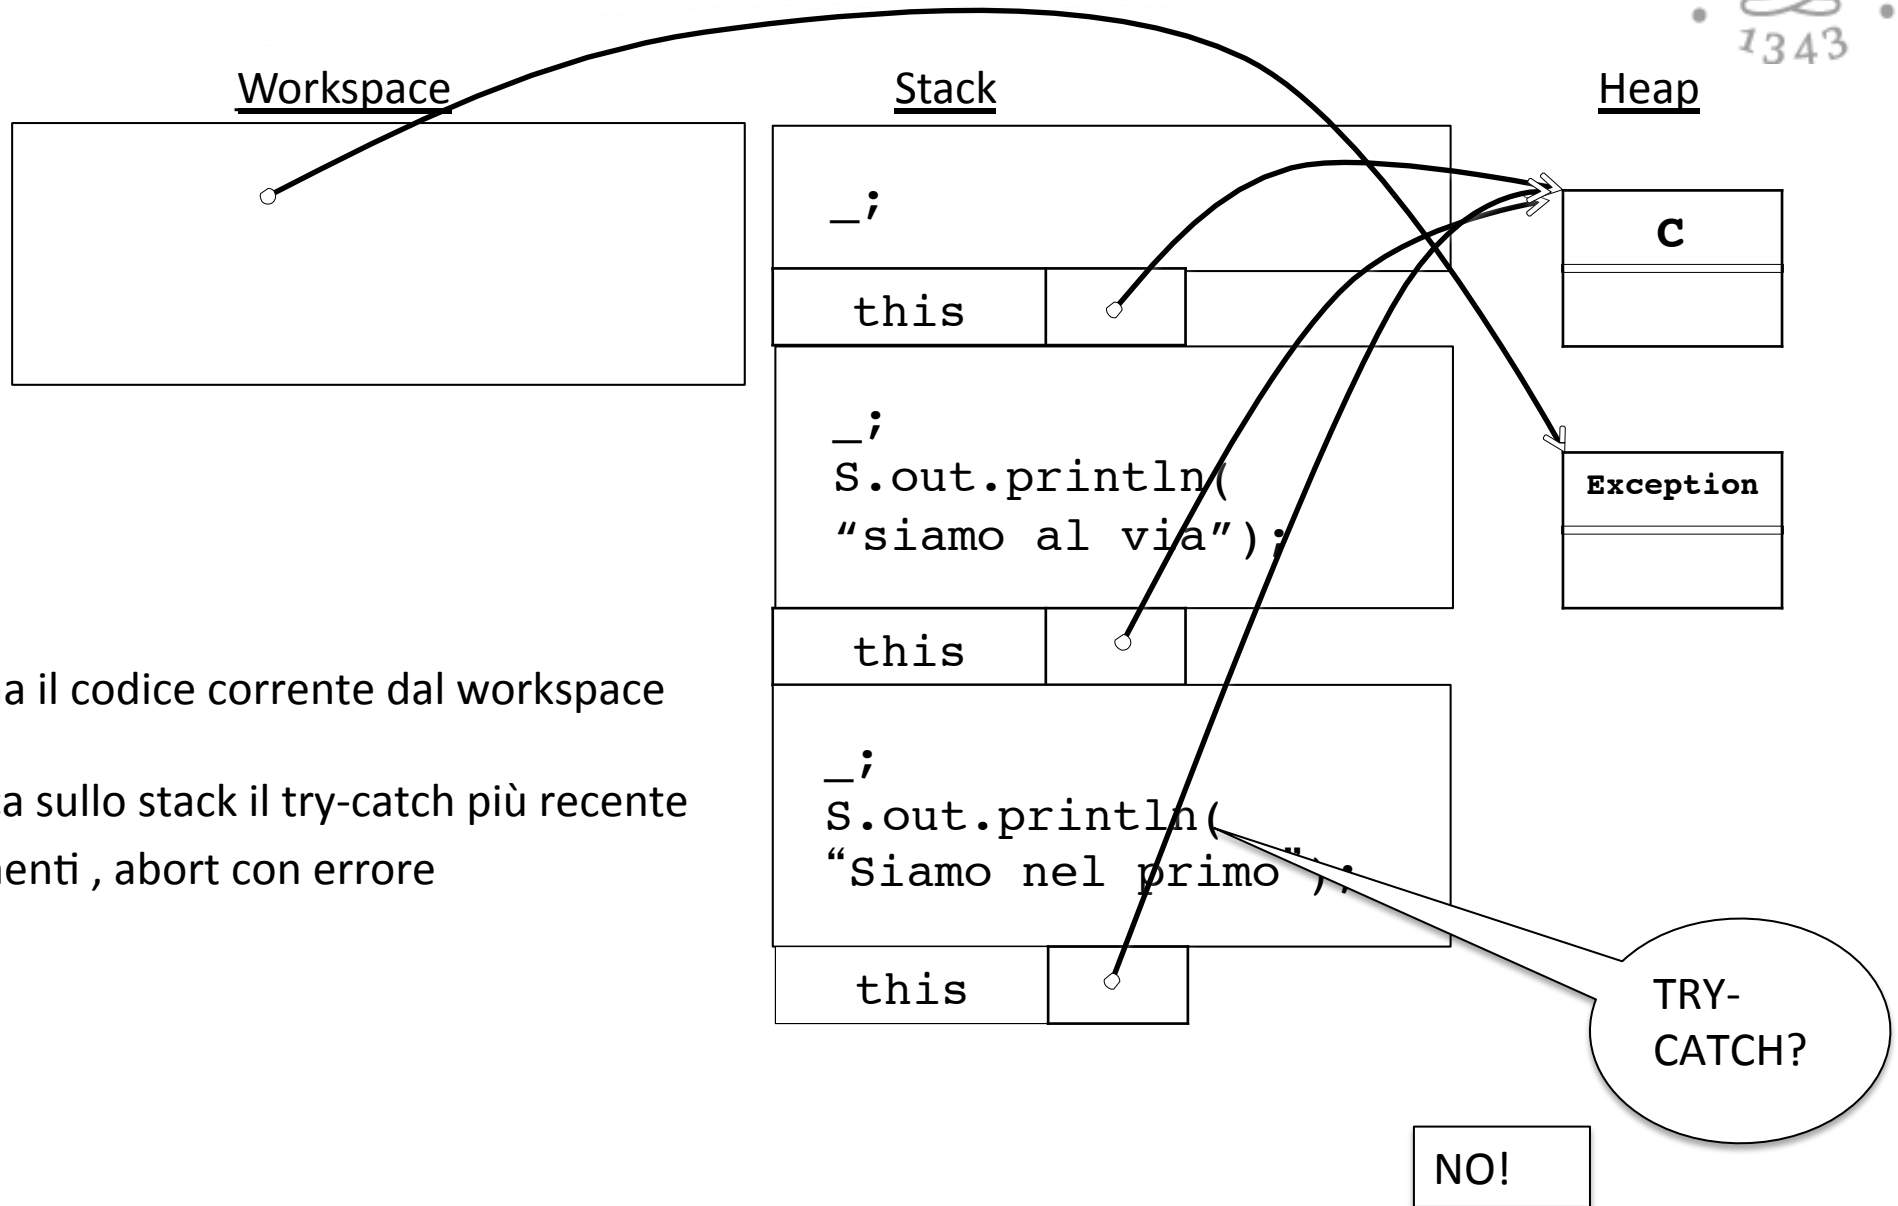 1343
Workspace
Stack
Heap
_;
this
C
_;
S.out.println(
“siamo al via”);
Exception
this
a il codice corrente dal workspace
_;
a sullo stack il try-catch più recente
S.out.println(
enti , abort con errore
“Siamo nel primo");
this
TRY-
CATCH?
NO!